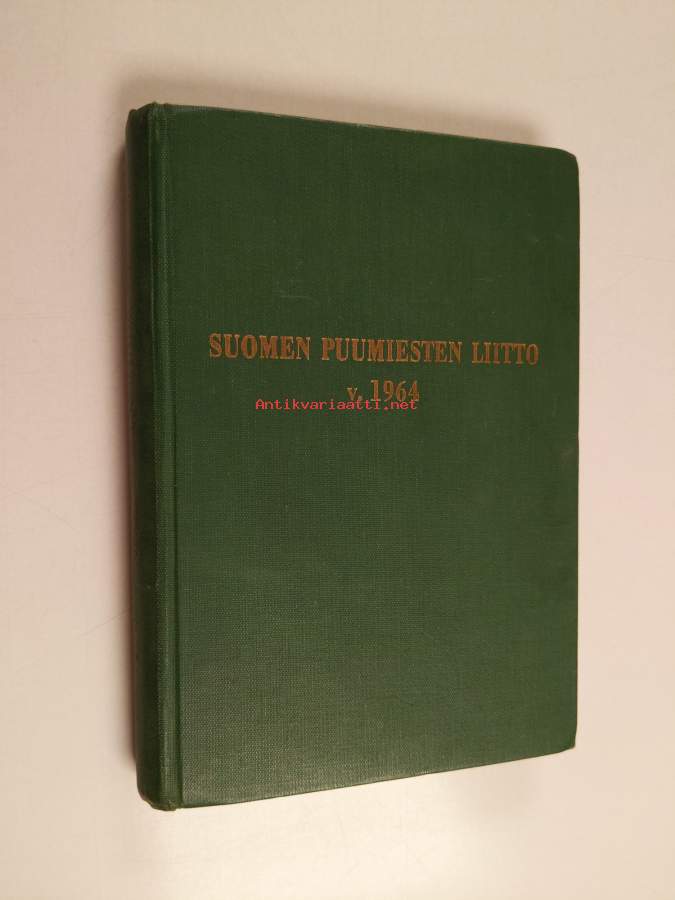 SUOMEN PUUMIESTEN LIITTO
v. 1964
Antikvariaatti.net